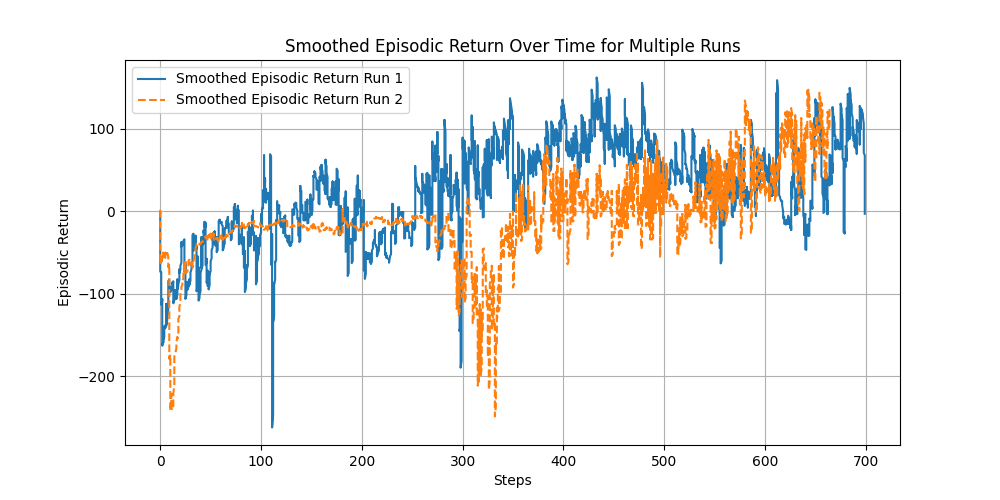 Smoothed Episodic Return Over Time for Multiple Runs
Smoothed Episodic Return Run 1
Smoothed Episodic Return Run 2
Episodic Return
100
0
−100
−200
0 100 200 300 400 500 600 700
Steps